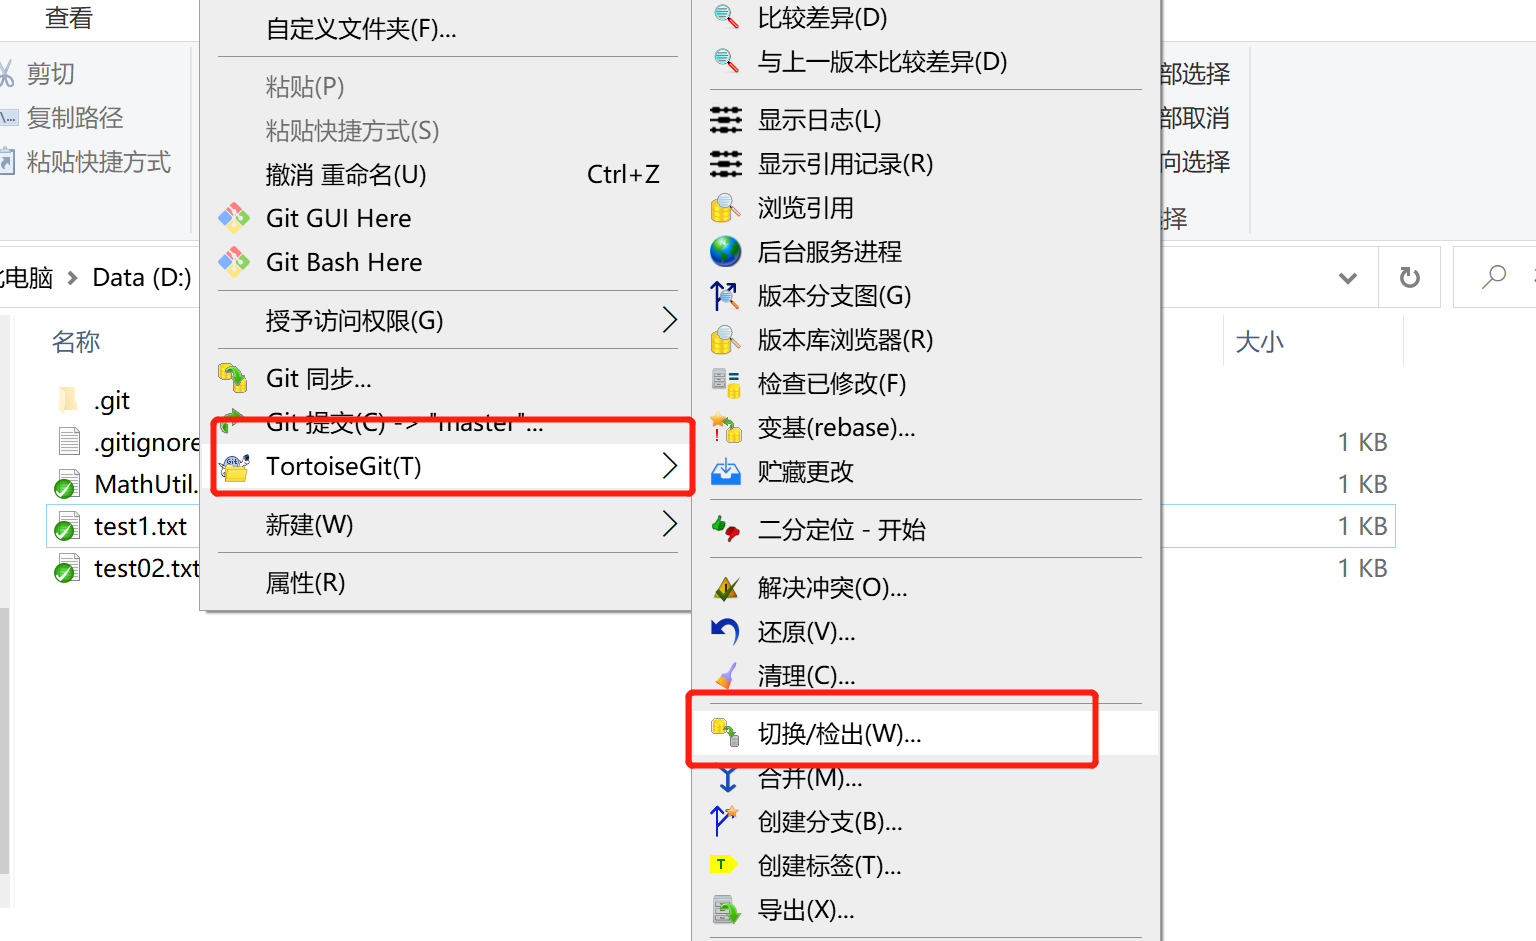 查看
剪切
复制路径
粘贴快捷方式
电脑 > Data (D:)
名称
.git
.gitignore
MathUtil.
test1.txt
test02.txt
自定义文件夹(F)...
粘贴(P)
粘贴快捷方式(S)
撤消 重命名(U) Ctrl+Z
Git GUI Here
Git Bash Here
授予访问权限(G)
Git 同步...
Git 提交(C) -> "master"...
TortoiseGit(T)
新建(W)
属性(R)
比较差异(D)
与上一版本比较差异(D)
显示日志(L)
显示引用记录(R)
浏览引用
后台服务进程
版本分支图(G)
版本库浏览器(R)
检查已修改(F)
变基(rebase)...
贮藏更改
二分定位 - 开始
解决冲突(O)...
还原(V)...
清理(C)...
切换/检出(W)...
合并(M)...
创建分支(B)...
创建标签(T)...
导出(X)...
部选择
部取消
向选择
择
大小
1 KB
1 KB
1 KB
1 KB